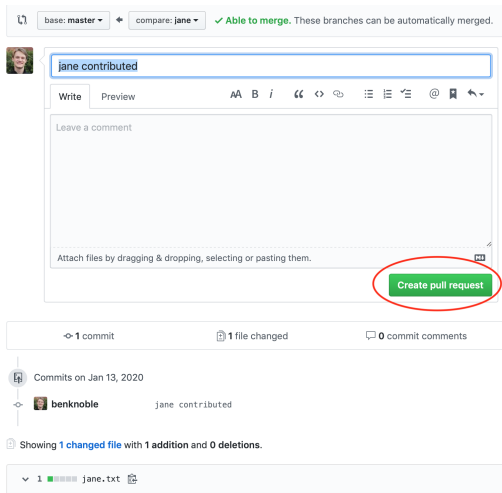 base: master compare: jane ✓ Able to merge. These branches can be automatically merged.
jane contributed
Write Preview AA B i
Leave a comment
Attach files by dragging & dropping, selecting or pasting them.
Create pull request
1 commit 1 file changed 0 commit comments
Commits on Jan 13, 2020
benknoble jane contributed
Showing 1 changed file with 1 addition and 0 deletions.
1 jane.txt